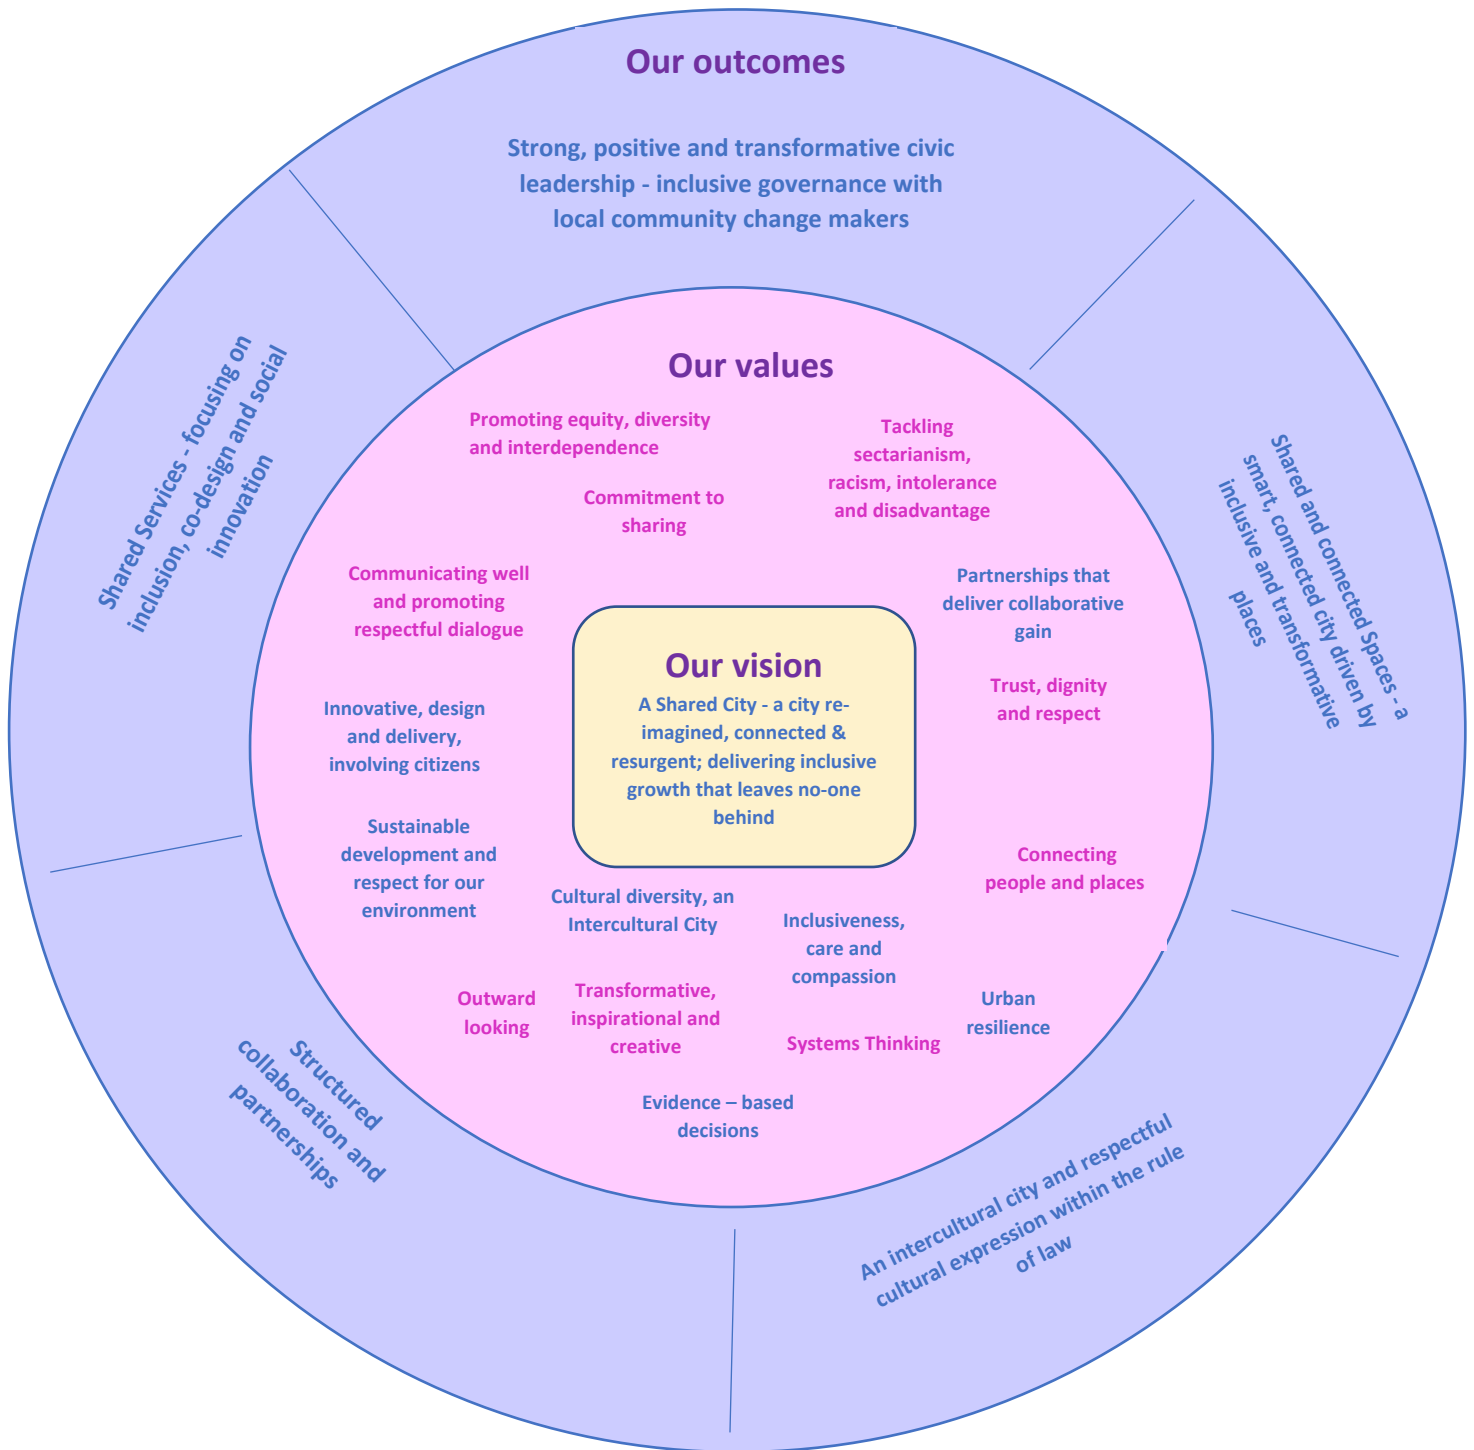 Our outcomes
Strong, positive and transformative civic
leadership - inclusive governance with
local community change makers
Shared Services - focusing on
inclusion, co-design and social
innovation
Shared and connected Spaces - a
smart, connected city driven by
inclusive and transformative
places
Our values
Promoting equity, diversity
and interdependence
Tackling
sectarianism,
racism, intolerance
and disadvantage
Commitment to
sharing
Communicating well
and promoting
respectful dialogue
Partnerships that
deliver collaborative
gain
Trust, dignity
and respect
Innovative, design
and delivery,
involving citizens
Our vision
A Shared City - a city re-
imagined, connected &
resurgent; delivering inclusive
growth that leaves no-one
behind
Sustainable
development and
respect for our
environment
Connecting
people and places
Cultural diversity, an
Intercultural City
Inclusiveness,
care and
compassion
Outward
looking
Transformative,
inspirational and
creative
Systems Thinking
Urban
resilience
Evidence – based
decisions
Structured
collaboration and
partnerships
An intercultural city and respectful
cultural expression within the rule
of law